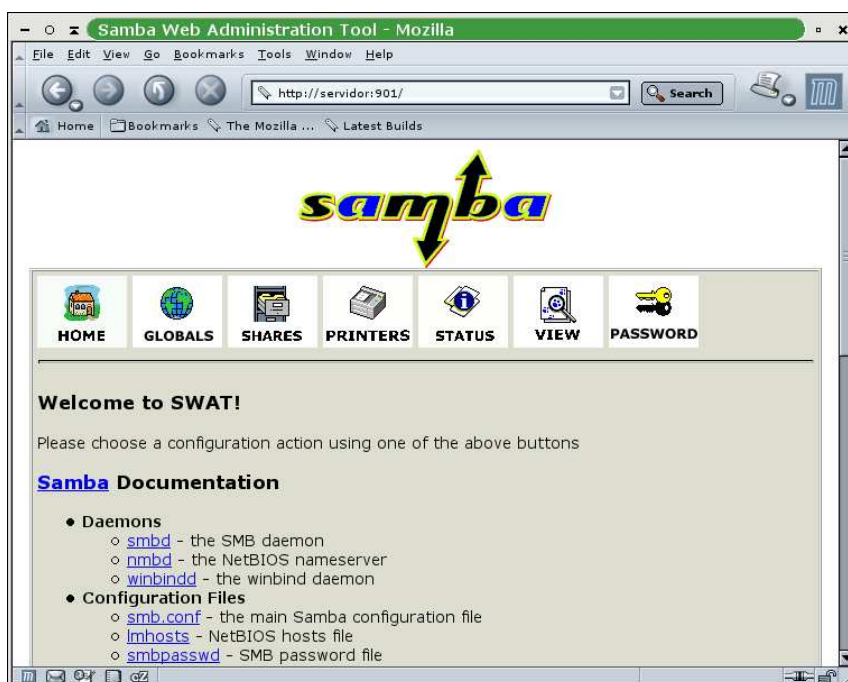 Samba Web Administration Tool - Mozilla
File Edit View Go Bookmarks Tools Window Help
http://servidor:901/ Search
Home Bookmarks The Mozilla ... Latest Builds
samba
HOME GLOBALS SHARES PRINTERS STATUS VIEW PASSWORD
Welcome to SWAT!
Please choose a configuration action using one of the above buttons
Samba Documentation
Daemons
smbd - the SMB daemon
nmbd - the NetBIOS nameserver
winbindd - the winbind daemon
Configuration Files
smb.conf - the main Samba configuration file
lmhosts - NetBIOS hosts file
smbpasswd - SMB password file